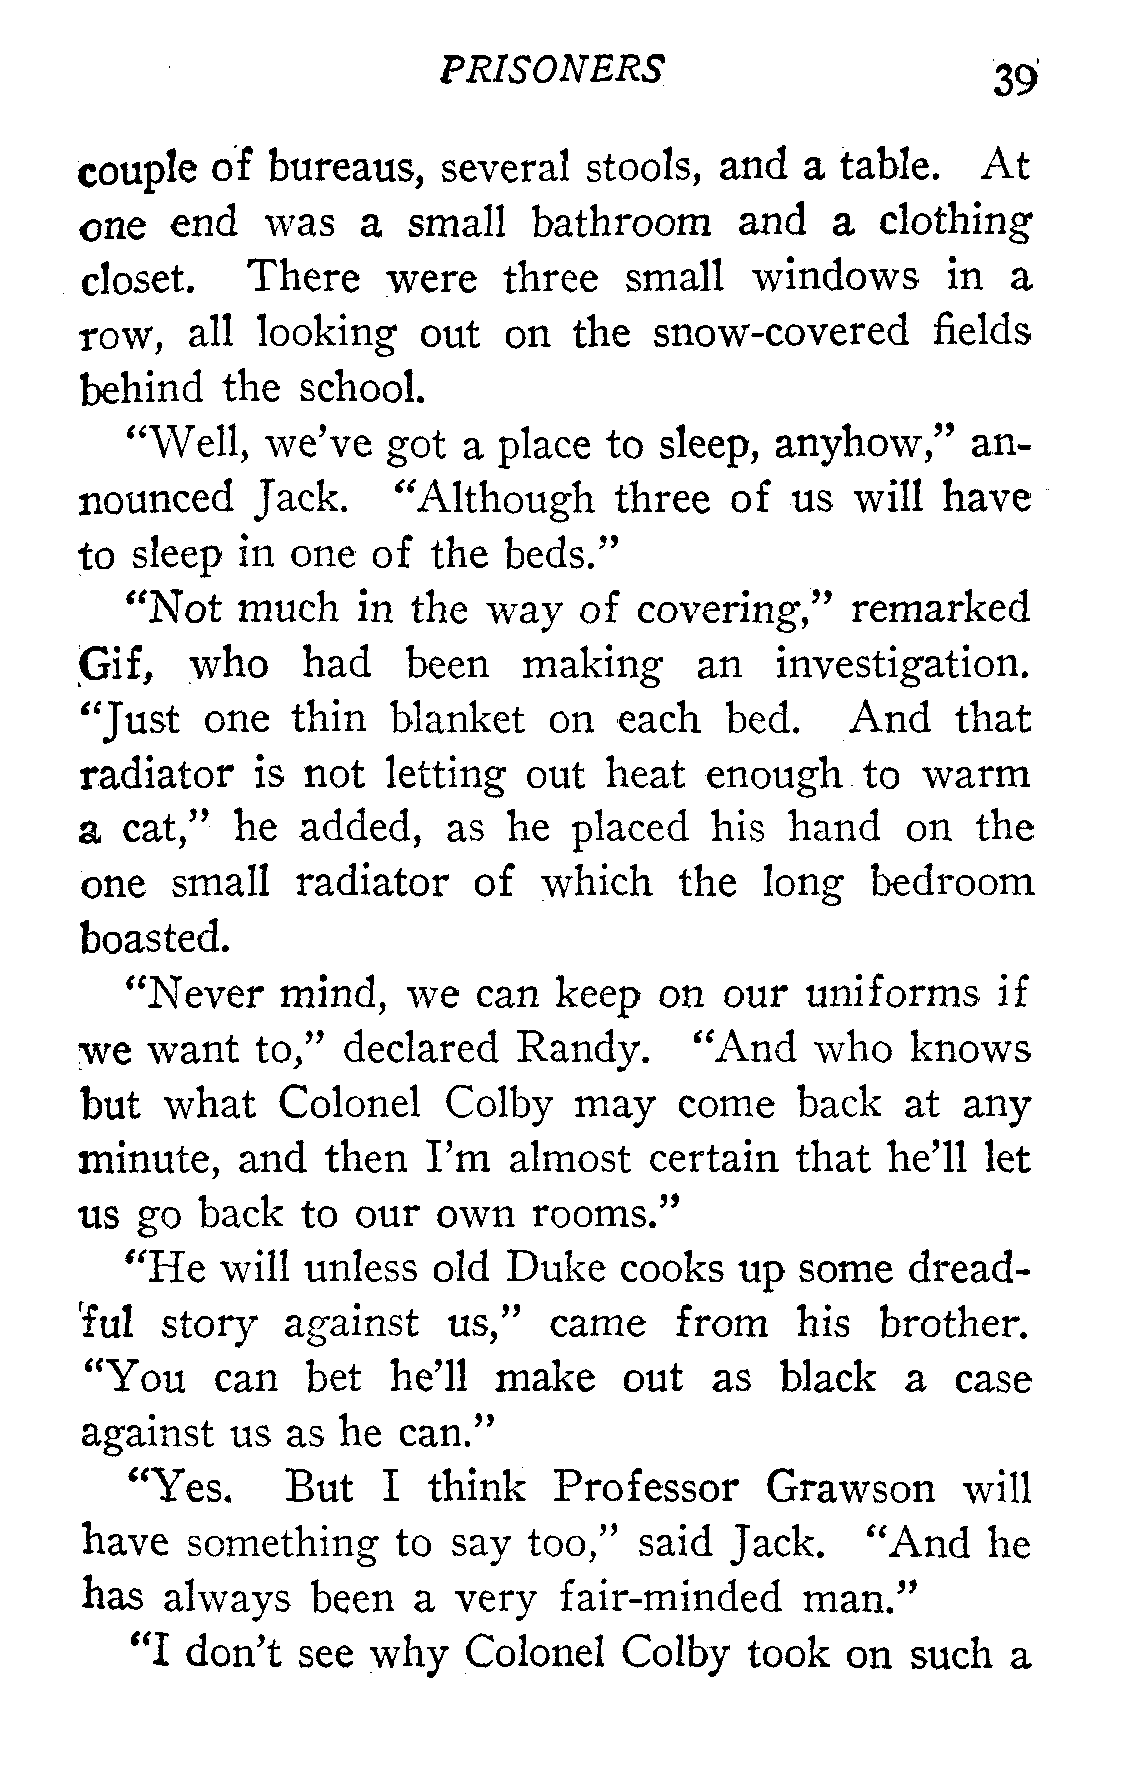 PRISONERS 39
couple of bureaus, several stools, and a table. At
one end was a small bathroom and a clothing
closet. There were three small windows in a
row, all looking out on the snow-covered fields
behind the school.
“Well, we’ve got a place to sleep, anyhow,” an-
nounced Jack. “Although three of us will have
to sleep in one of the beds.”
“Not much in the way of covering,” remarked
Gif, who had been making an investigation.
“Just one thin blanket on each bed. And that
radiator is not letting out heat enough to warm
a cat,” he added, as he placed his hand on the
one small radiator of which the long bedroom
boasted.
“Never mind, we can keep on our uniforms if
we want to,” declared Randy. “And who knows
but what Colonel Colby may come back at any
minute, and then I’m almost certain that he’ll let
us go back to our own rooms.”
“He will unless old Duke cooks up some dread-
ful story against us,” came from his brother.
“You can bet he’ll make out as black a case
against us as he can.”
“Yes. But I think Professor Grawson will
have something to say too,” said Jack. “And he
has always been a very fair-minded man.”
“I don’t see why Colonel Colby took on such a